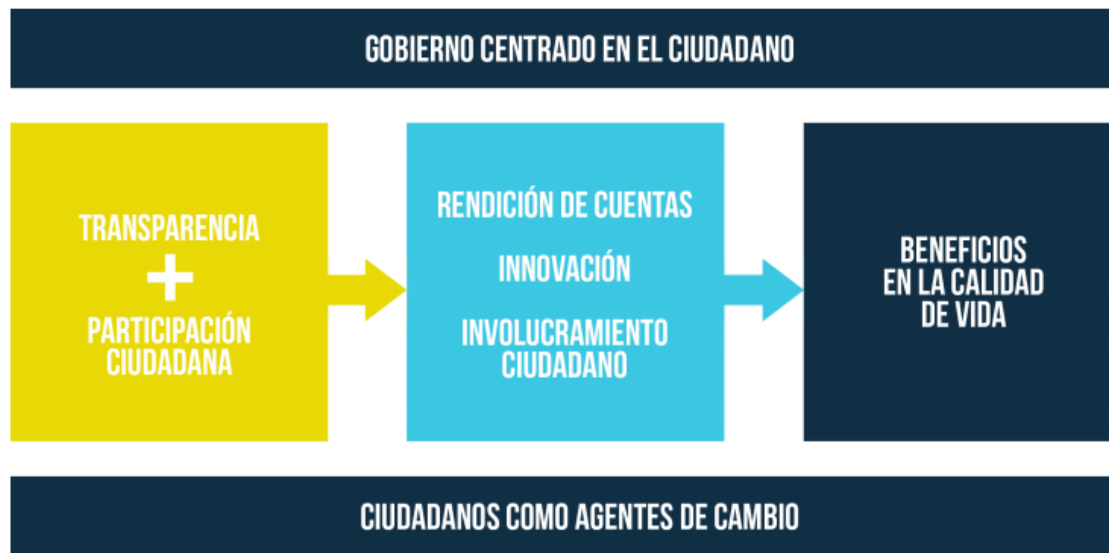 GOBIERNO CENTRADO EN EL CIUDADANO
TRANSPARENCIA
+
PARTICIPACIÓN
CIUDADANA
RENDICIÓN DE CUENTAS
INNOVACIÓN
INVOLUCRAMIENTO
CIUDADANO
BENEFICIOS
EN LA CALIDAD
DE VIDA
CIUDADANOS COMO AGENTES DE CAMBIO